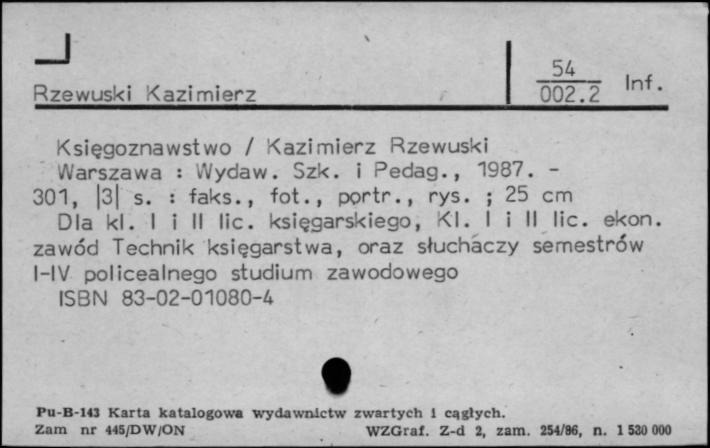 54
Rzewuski Kazimierz 002.2 Inf.
Księgoznawstwo / Kazimierz Rzewuski
Warszawa : Wydaw. Szk. i Pedag., 1987. -
301, |3| s. : faks., fot., portr., rys. ; 25 cm
Dla kl. I i II lic. księgarskiego, Kl. I i II lic. ekon.
zawód Technik księgarstwa, oraz słuchaczy semestrów
I-IV policealnego studium zawodowego
ISBN 83-02-01080-4
Pu-B-143 Karta katalogowa wydawnictw zwartych i ciągłych.
Zam nr 445/DW/ON WZGraf. Z-d 2, zam. 254/86, n. 1 530 000